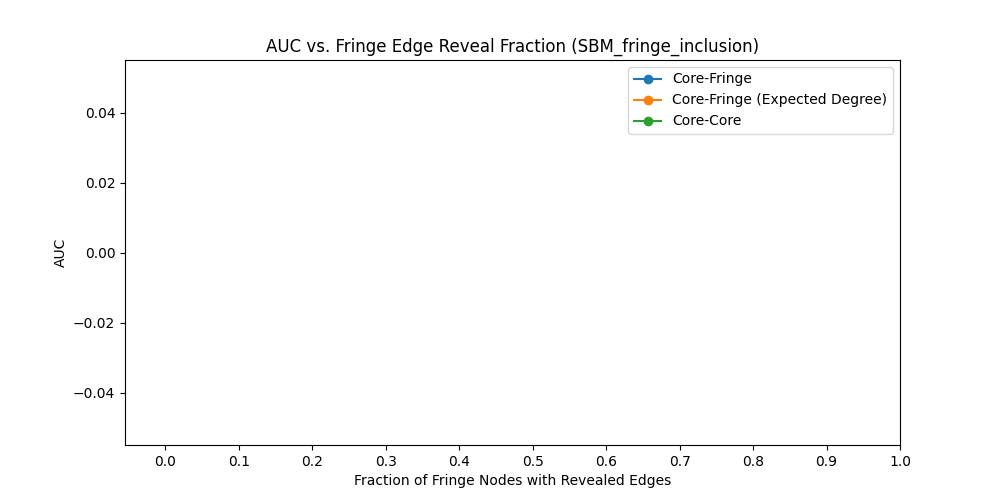 AUC vs. Fringe Edge Reveal Fraction (SBM_fringe_inclusion)
Core-Fringe
Core-Fringe (Expected Degree)
Core-Core
AUC
0.04
0.02
0.00
−0.02
−0.04
0.0 0.1 0.2 0.3 0.4 0.5 0.6 0.7 0.8 0.9 1.0
Fraction of Fringe Nodes with Revealed Edges